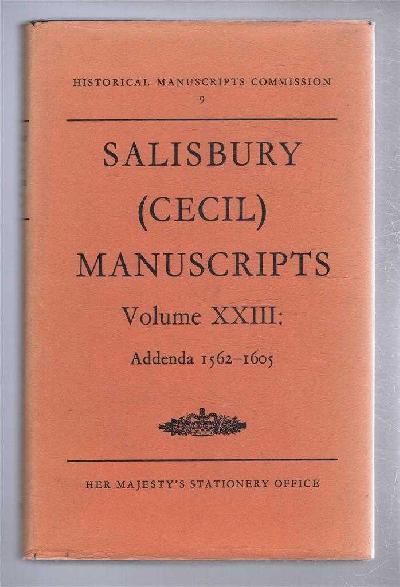 HISTORICAL MANUSCRIPTS COMMISSION
9
SALISBURY
(CECIL)
MANUSCRIPTS
Volume XXIII:
Addenda 1562–1605
HER MAJESTY'S STATIONERY OFFICE